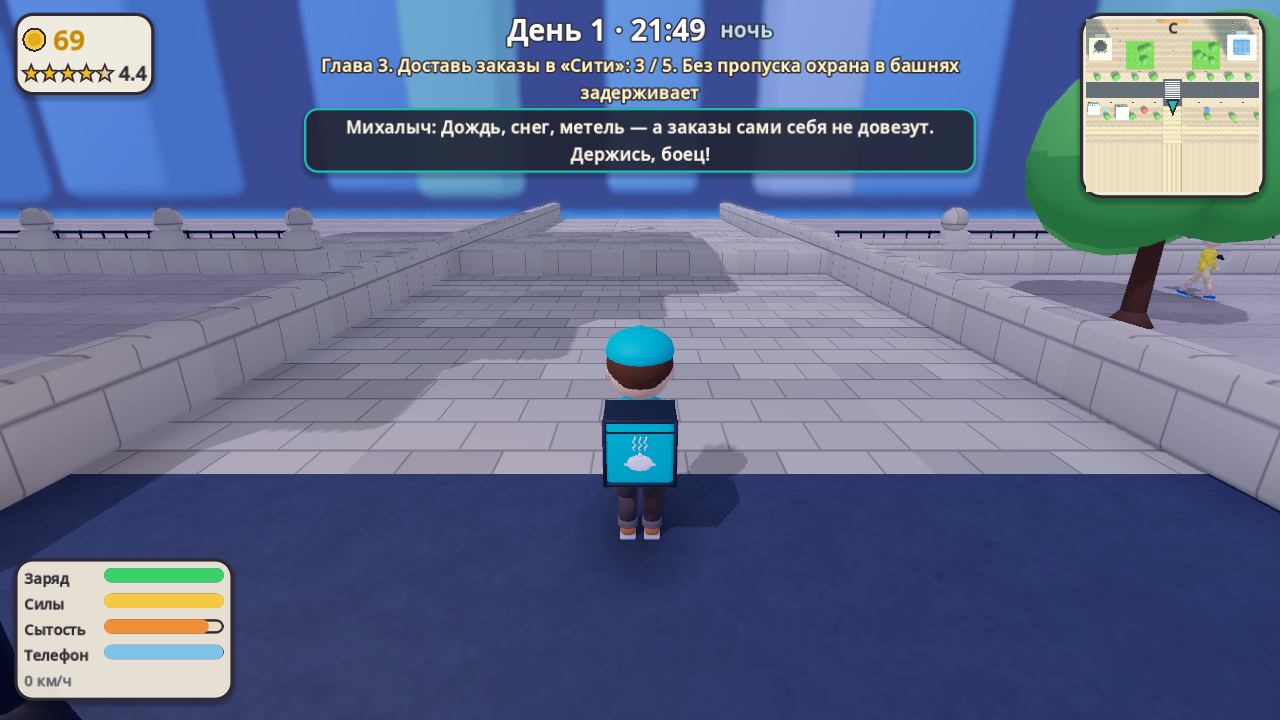 69
4.4
День 1 · 21:49 ночь
Глава 3. Доставь заказы в «Сити»: 3 / 5. Без пропуска охрана в башнях
задерживает
Михалыч: Дождь, снег, метель — а заказы сами себя не довезут.
Держись, боец!
С
Заряд
Силы
Сытость
Телефон
0 км/ч